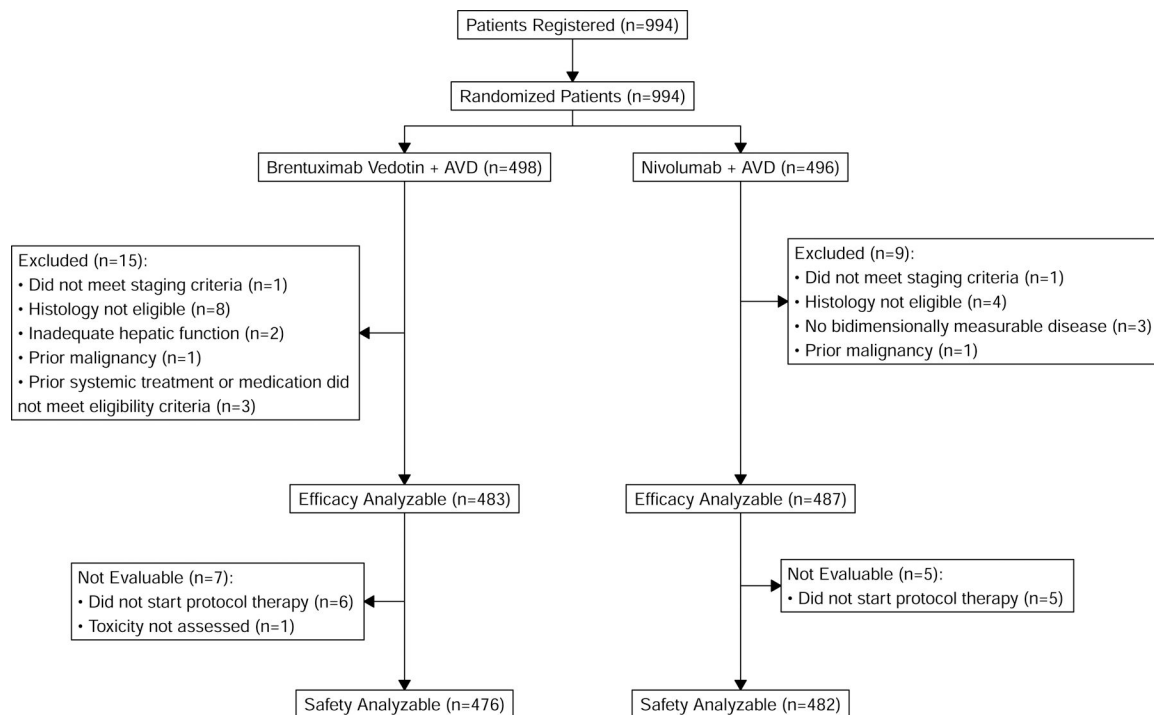 Patients Registered (n=994)
Randomized Patients (n=994)
Brentuximab Vedotin + AVD (n=498)
Nivolumab + AVD (n=496)
Excluded (n=15):
• Did not meet staging criteria (n=1)
• Histology not eligible (n=8)
• Inadequate hepatic function (n=2)
• Prior malignancy (n=1)
• Prior systemic treatment or medication did
not meet eligibility criteria (n=3)
Excluded (n=9):
• Did not meet staging criteria (n=1)
• Histology not eligible (n=4)
• No bidimensionally measurable disease (n=3)
• Prior malignancy (n=1)
Efficacy Analyzable (n=483)
Efficacy Analyzable (n=487)
Not Evaluable (n=7):
• Did not start protocol therapy (n=6)
• Toxicity not assessed (n=1)
Not Evaluable (n=5):
• Did not start protocol therapy (n=5)
Safety Analyzable (n=476)
Safety Analyzable (n=482)